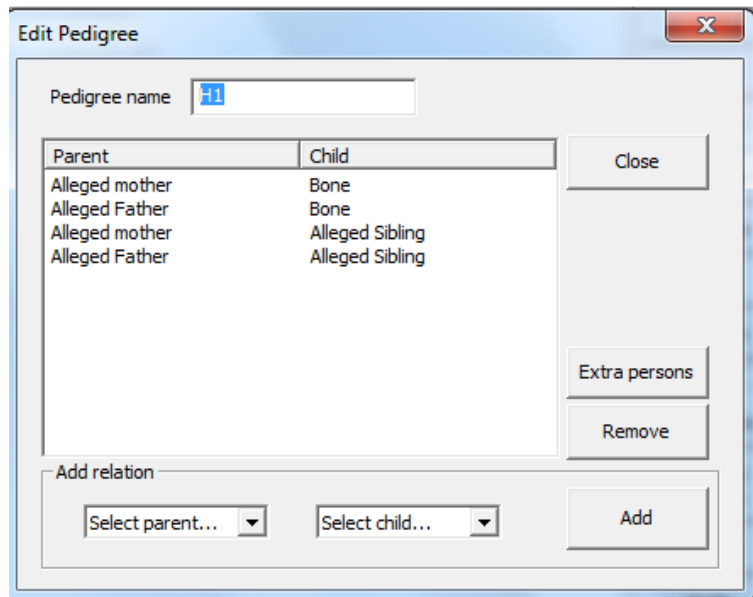 Edit Pedigree
X
Pedigree name H1
Parent Child
Close
Alleged mother Bone
Alleged Father Bone
Alleged mother Alleged Sibling
Alleged Father Alleged Sibling
Extra persons
Remove
Add relation
Select parent... Select child... Add